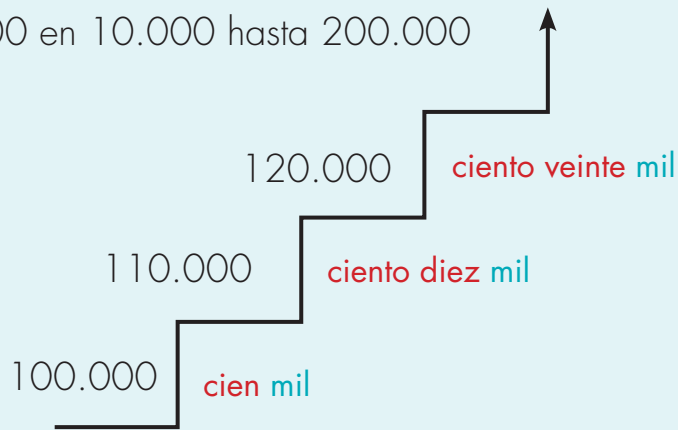 en 10.000 hasta 200.000
120.000 ciento veinte mil
110.000 ciento diez mil
100.000 cien mil